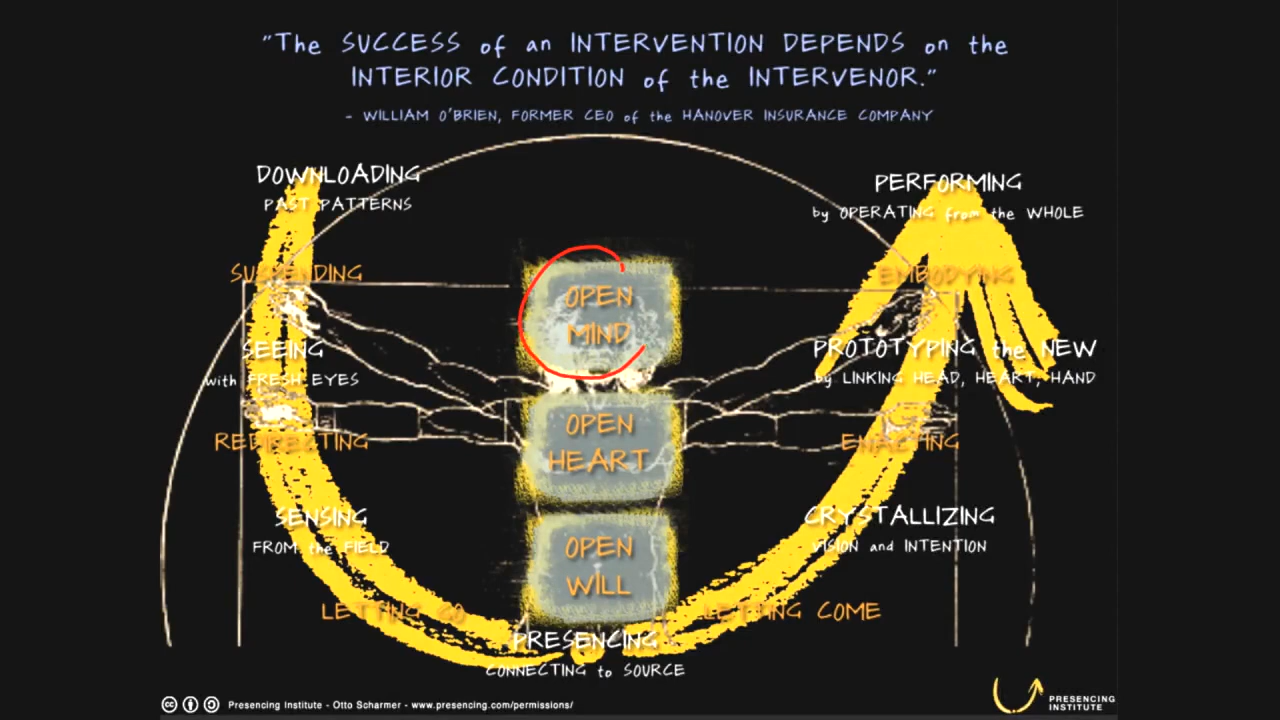 "The SUCCESS of an INTERVENTION DEPENDS on the
INTERIOR CONDITION of the INTERVENOR."
- WILLIAM O'BRIEN, FORMER CEO of the HANOVER INSURANCE COMPANY
DOWNLOADING
PAST PATTERNS
SUSPENDING
SEEING
with FRESH EYES
REDIRECTING
SENSING
FROM the FIELD
LETTING GO
OPEN
MIND
OPEN
HEART
OPEN
WILL
PRESENCING
CONNECTING to SOURCE
PERFORMING
by OPERATING from the WHOLE
EMBODYING
PROTOTYPING the NEW
by LINKING HEAD, HEART, HAND
ENACTING
CRYSTALLIZING
VISION and INTENTION
LETTING COME
cc
Presencing Institute - Otto Scharmer - www.presencing.com/permissions/
PRESENCING
INSTITUTE